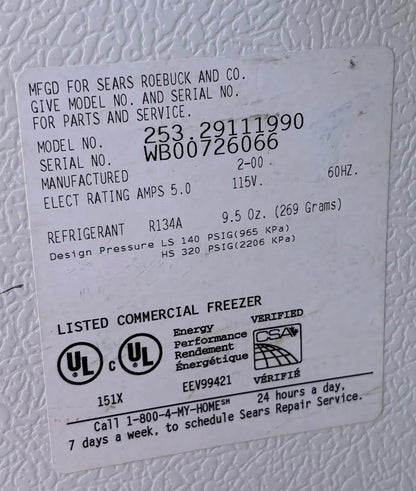 MFGD FOR SEARS ROEBUCK AND CO.
GIVE MODEL NO. AND SERIAL NO.
FOR PARTS AND SERVICE.
MODEL NO. 253.29111990
SERIAL NO. WB00726066
MANUFACTURED 2-00
ELECT RATING AMPS 5.0 115V. 60HZ.
REFRIGERANT R134A 9.5 Oz. (269 Grams)
Design Pressure LS 140 PSIG(965 KPa)
HS 320 PSIG(2206 KPa)
LISTED COMMERCIAL FREEZER
UL c UL
151X
Energy
Performance
Rendement
Énergétique
EEV99421
VERIFIED
CSA
VÉRIFIÉ
Call 1-800-4-MY-HOME℠ 24 hours a day,
7 days a week, to schedule Sears Repair Service.